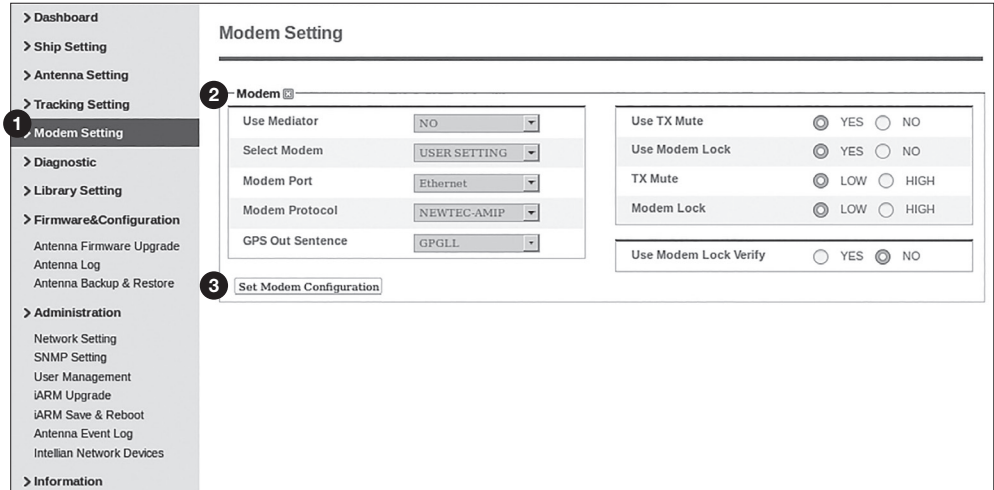 Dashboard
Ship Setting
Antenna Setting
Tracking Setting
1
Modem Setting
Diagnostic
Library Setting
Firmware&Configuration
Antenna Firmware Upgrade
Antenna Log
Antenna Backup & Restore
Administration
Network Setting
SNMP Setting
User Management
iARM Upgrade
iARM Save & Reboot
Antenna Event Log
Intellian Network Devices
Information
Modem Setting
2 Modem
Use Mediator NO
Select Modem USER SETTING
Modem Port Ethernet
Modem Protocol NEWTEC-AMIP
GPS Out Sentence GPGLL
3 Set Modem Configuration
Use TX Mute YES NO
Use Modem Lock YES NO
TX Mute LOW HIGH
Modem Lock LOW HIGH
Use Modem Lock Verify YES NO